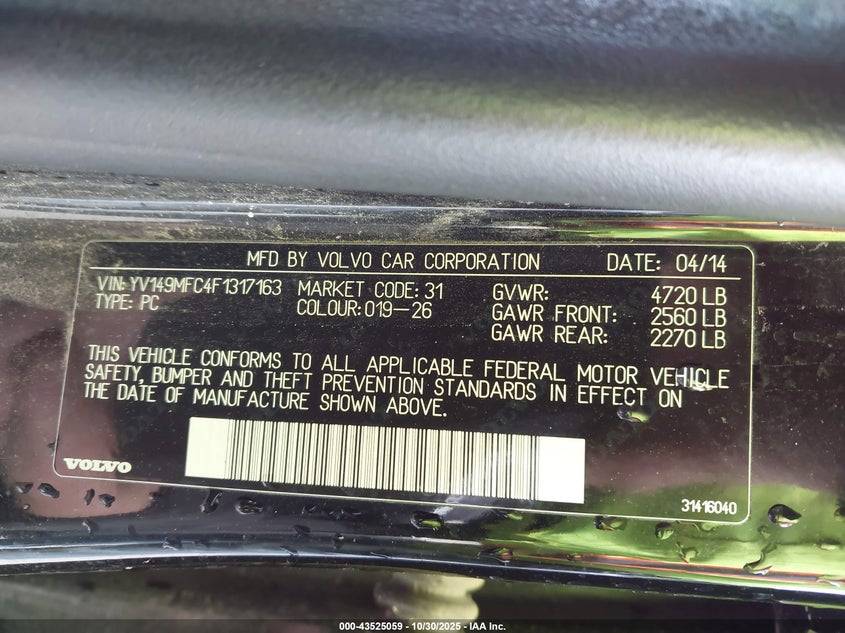 MFD BY VOLVO CAR CORPORATION DATE: 04/14
VIN: YV149MFC4F1317163 MARKET CODE: 31 GVWR: 4720 LB
TYPE: PC COLOUR: 019-26 GAWR FRONT: 2560 LB
GAWR REAR: 2270 LB
THIS VEHICLE CONFORMS TO ALL APPLICABLE FEDERAL MOTOR VEHICLE
SAFETY, BUMPER AND THEFT PREVENTION STANDARDS IN EFFECT ON
THE DATE OF MANUFACTURE SHOWN ABOVE.
VOLVO
31416040
000-43525059 - 10/30/2025 - IAA Inc.